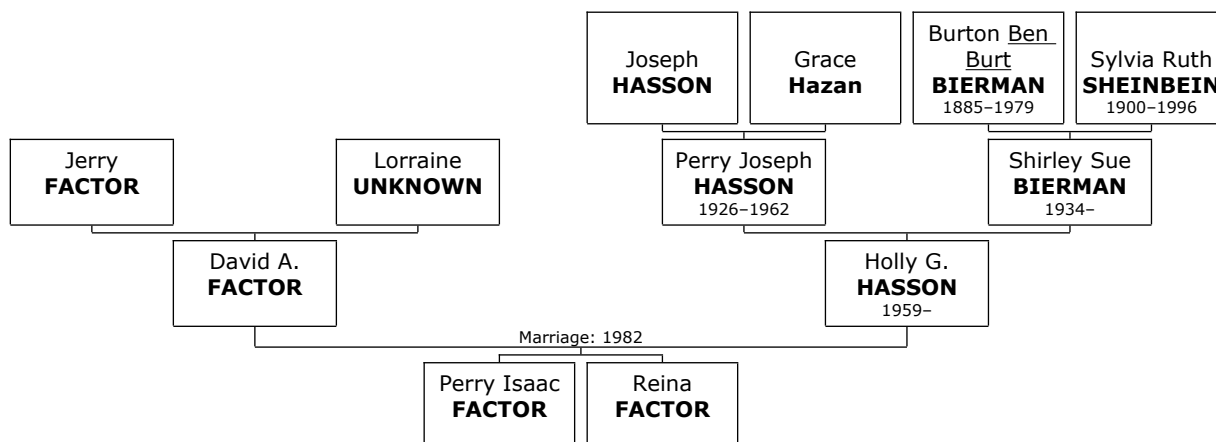 Joseph
HASSON
Grace
Hazan
Burton Ben
Burt
BIERMAN
1885–1979
Sylvia Ruth
SHEINBEIN
1900–1996
Jerry
FACTOR
Lorraine
UNKNOWN
Perry Joseph
HASSON
1926–1962
Shirley Sue
BIERMAN
1934–
David A.
FACTOR
Holly G.
HASSON
1959–
Marriage: 1982
Perry Isaac
FACTOR
Reina
FACTOR